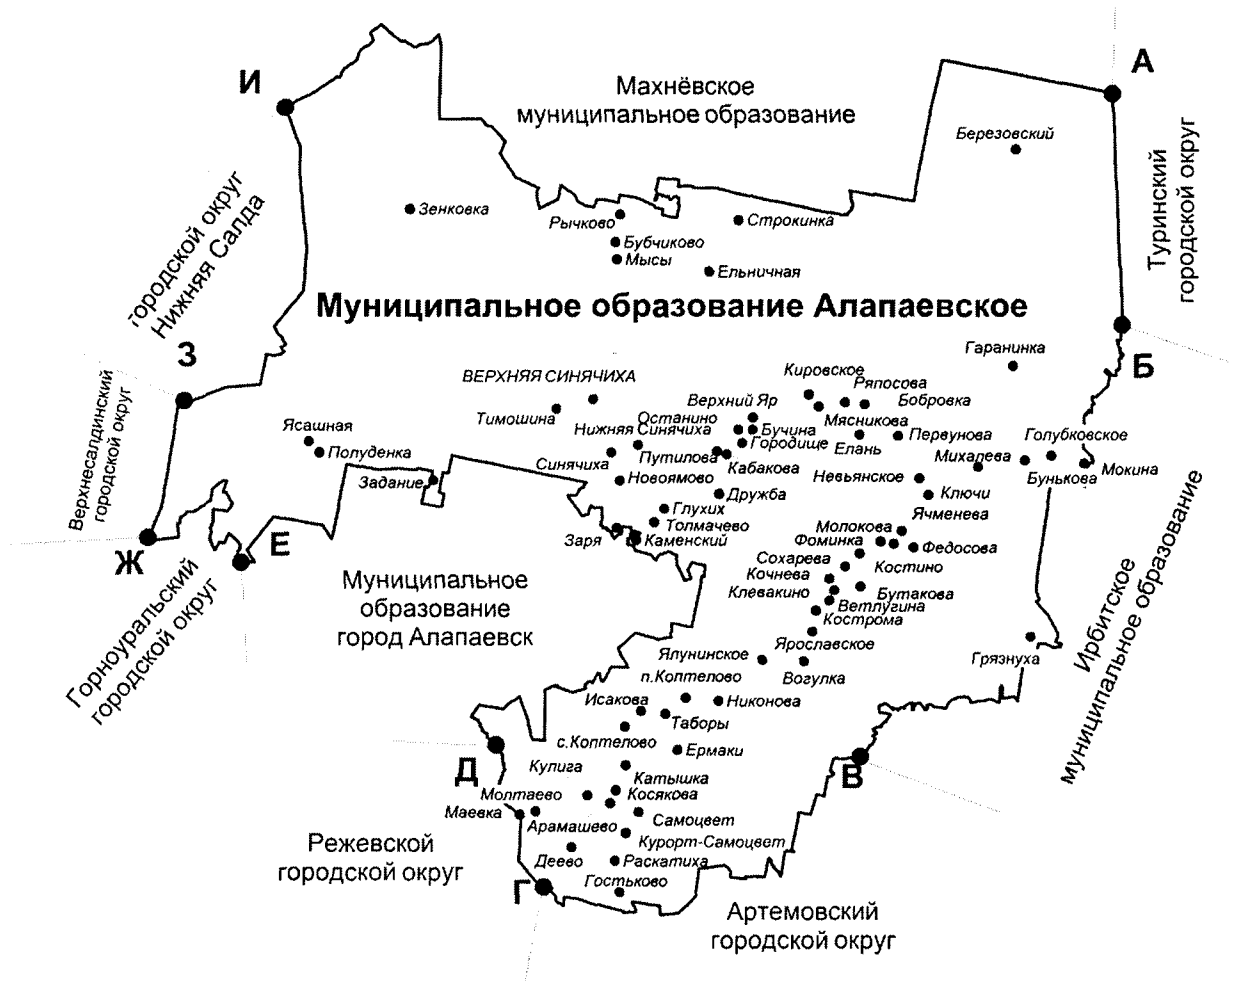 А
И
Махнёвское
муниципальное образование
Березовский
Туринский
городской округ
городской округ
Нижняя Салда
Зенковка
Рычково
Строкинка
Бубчиково
Мысы
Ельничная
Муниципальное образование Алапаевское
Б
З
Гаранинка
Верхнесалдинский
городской округ
ВЕРХНЯЯ СИНЯЧИХА
Кировское
Ряпосова
Бобровка
Верхний Яр
Тимошина
Останино
Мясникова
Ясашная
Нижняя Синячиха
Бучина
Первунова
Голубковское
Полуденка
Городище
Елань
Синячиха
Путилова
Кабакова
Михалева
Мокина
Задание
Новоямово
Невьянское
Бунькова
Дружба
Ключи
Глухих
Ячменева
Толмачево
Молокова
Заря
Каменский
Фоминка
Федосова
Ж
Е
Сохарева
Костино
Кочнева
Клевакино
Бутакова
Ветлугина
Кострома
Муниципальное
образование
город Алапаевск
Горноуральский
городской округ
Ирбитское
муниципальное образование
Ярославское
Ялунинское
Грязнуха
Вогулка
п.Коптелово
Исакова
Никонова
Таборы
с.Коптелово
Ермаки
Д
Кулига
В
Катышка
Молтаево
Косякова
Маевка
Самоцвет
Арамашево
Курорт-Самоцвет
Режевской
городской округ
Деево
Раскатиха
Гостьково
Г
Артемовский
городской округ